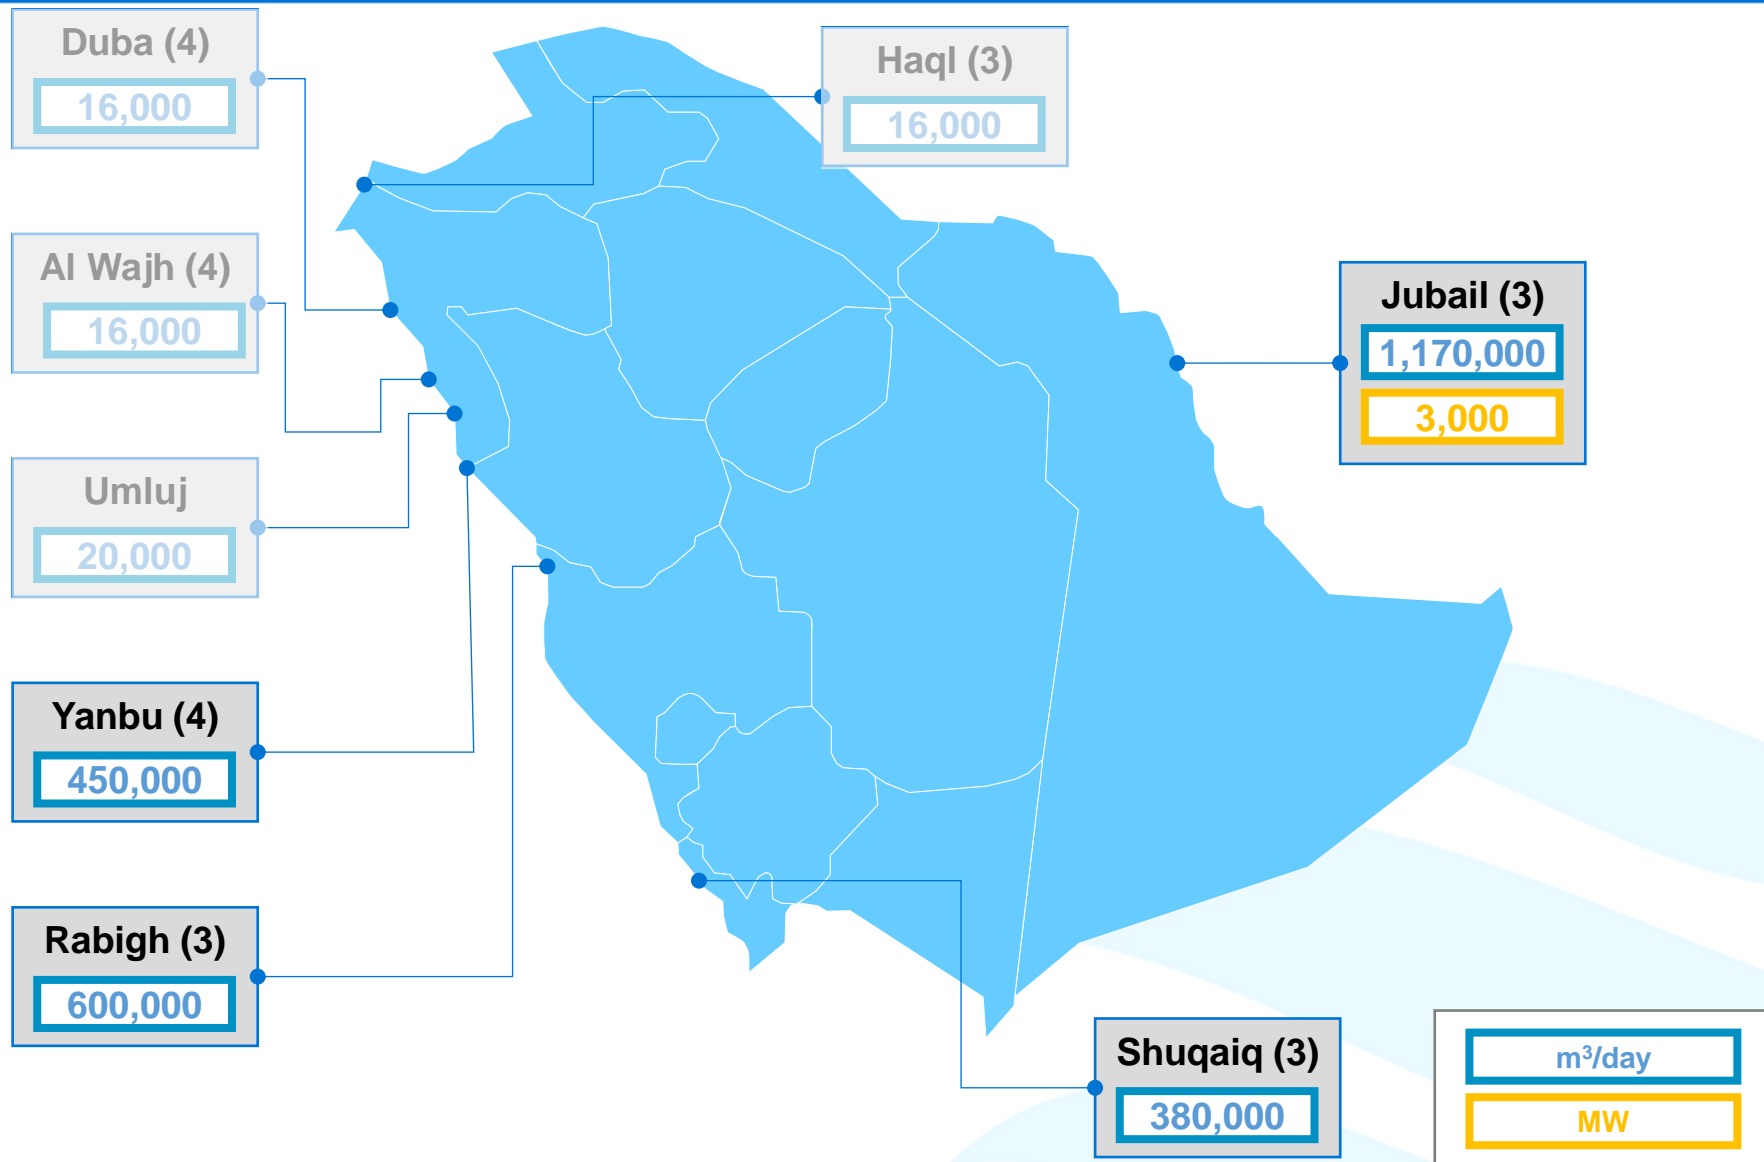 Duba (4)
16,000
Haql (3)
16,000
Al Wajh (4)
16,000
Jubail (3)
1,170,000
3,000
Umluj
20,000
Yanbu (4)
450,000
Rabigh (3)
600,000
Shuqaiq (3)
380,000
m³/day
MW